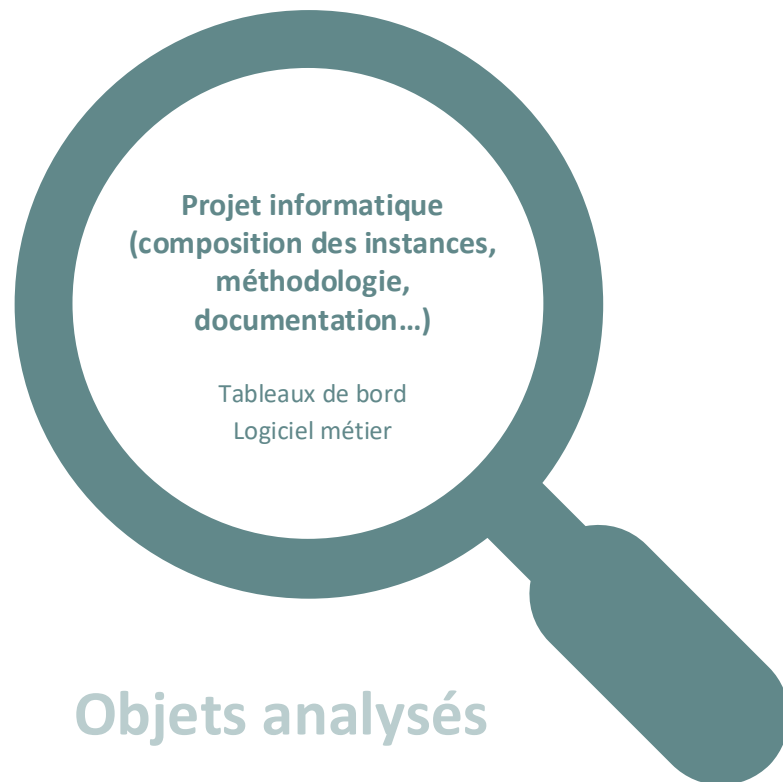 Projet informatique
(composition des instances,
méthodologie,
documentation…)
Tableaux de bord
Logiciel métier
Objets analysés